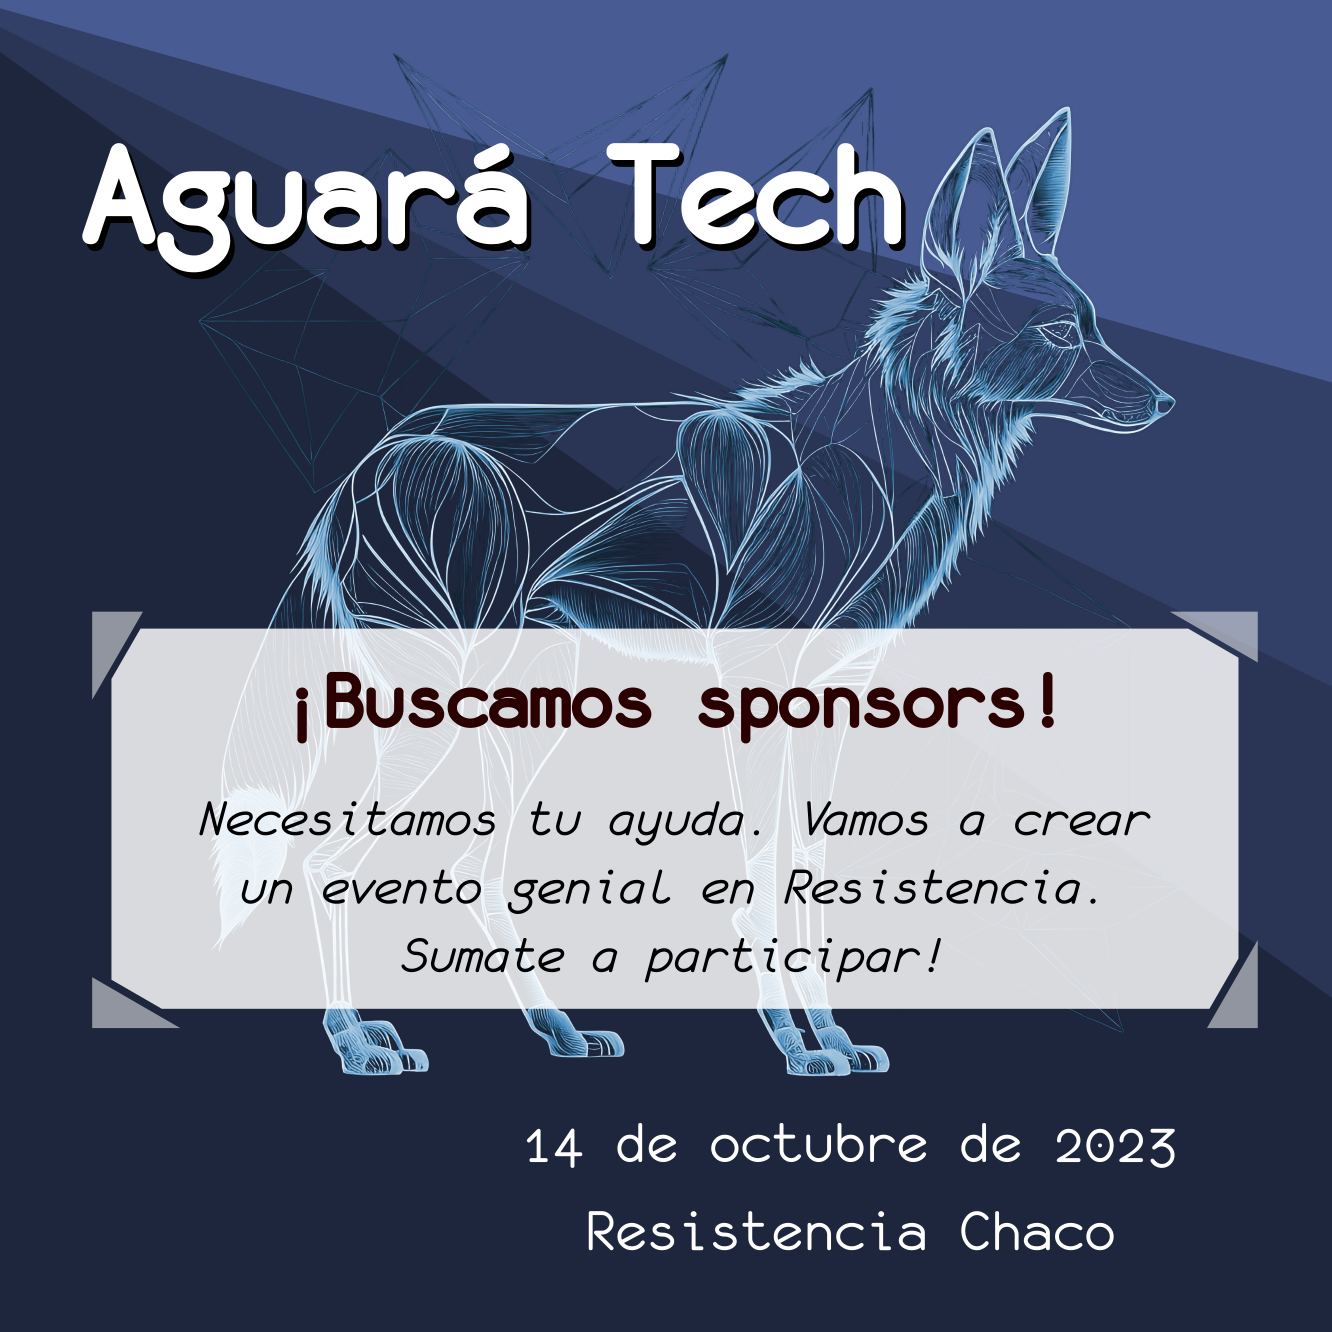 Aguará Tech
¡Buscamos sponsors!
Necesitamos tu ayuda. Vamos a crear
un evento genial en Resistencia.
Sumate a participar!
14 de octubre de 2023
Resistencia Chaco